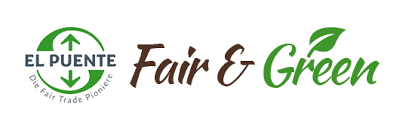 EL PUENTE
Die Fair Trade Pioniere
Fair & Green